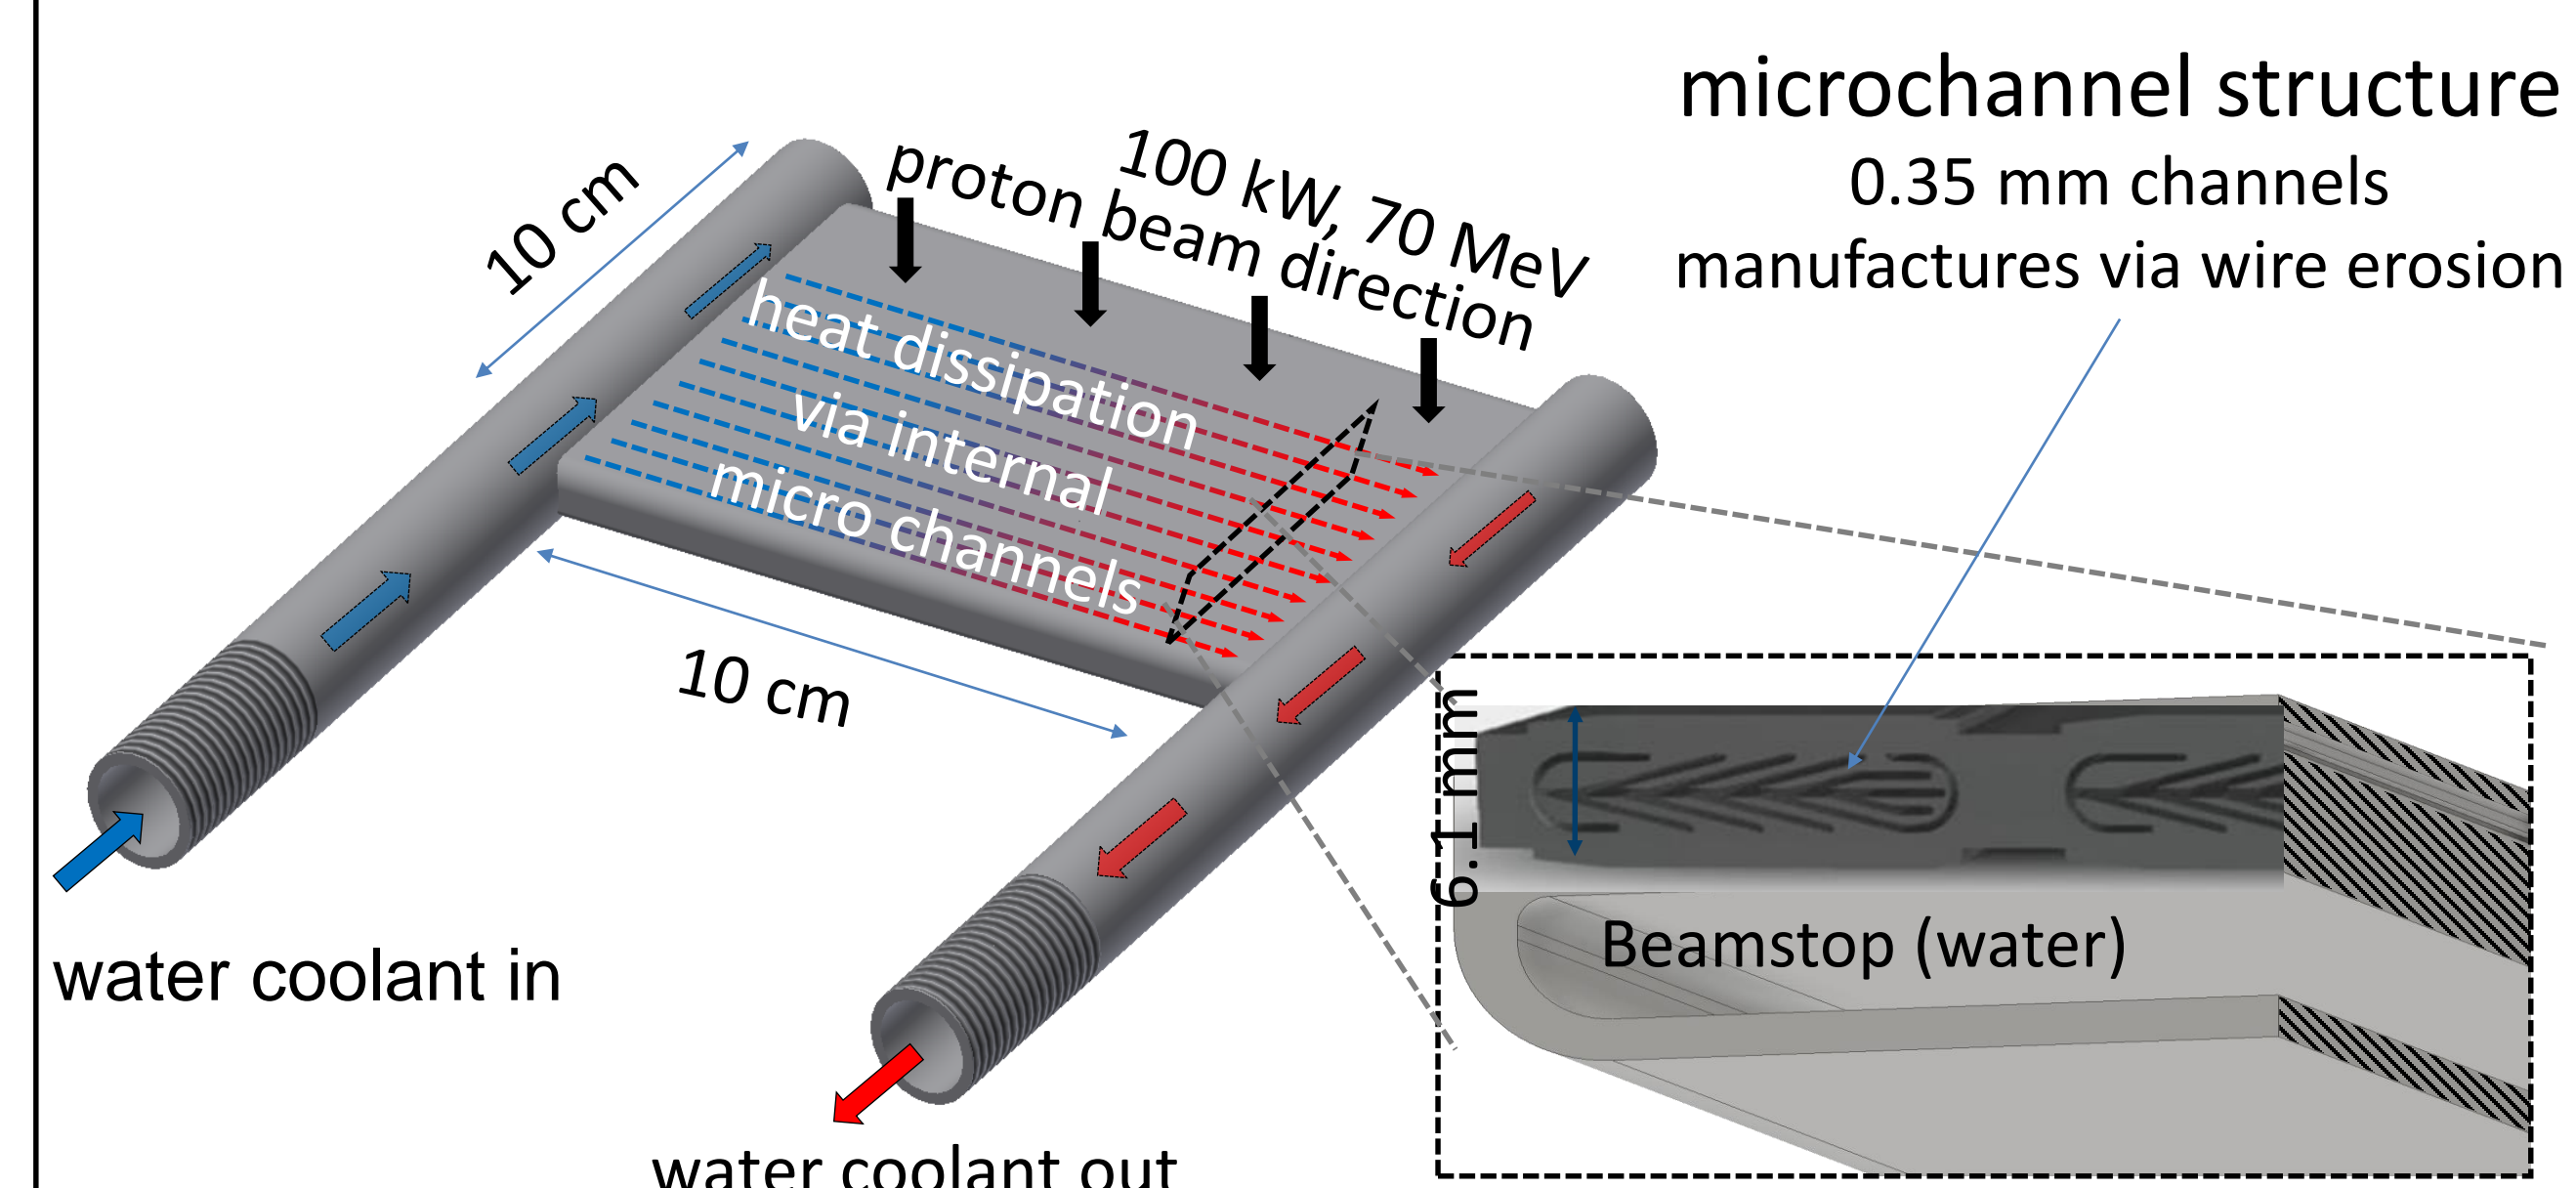 microchannel structure
0.35 mm channels
manufactures via wire erosion
100 kW, 70 MeV
proton beam direction
10 cm
heat dissipation
via internal
micro channels
10 cm
6.1 mm
Beamstop (water)
water coolant in
water coolant out